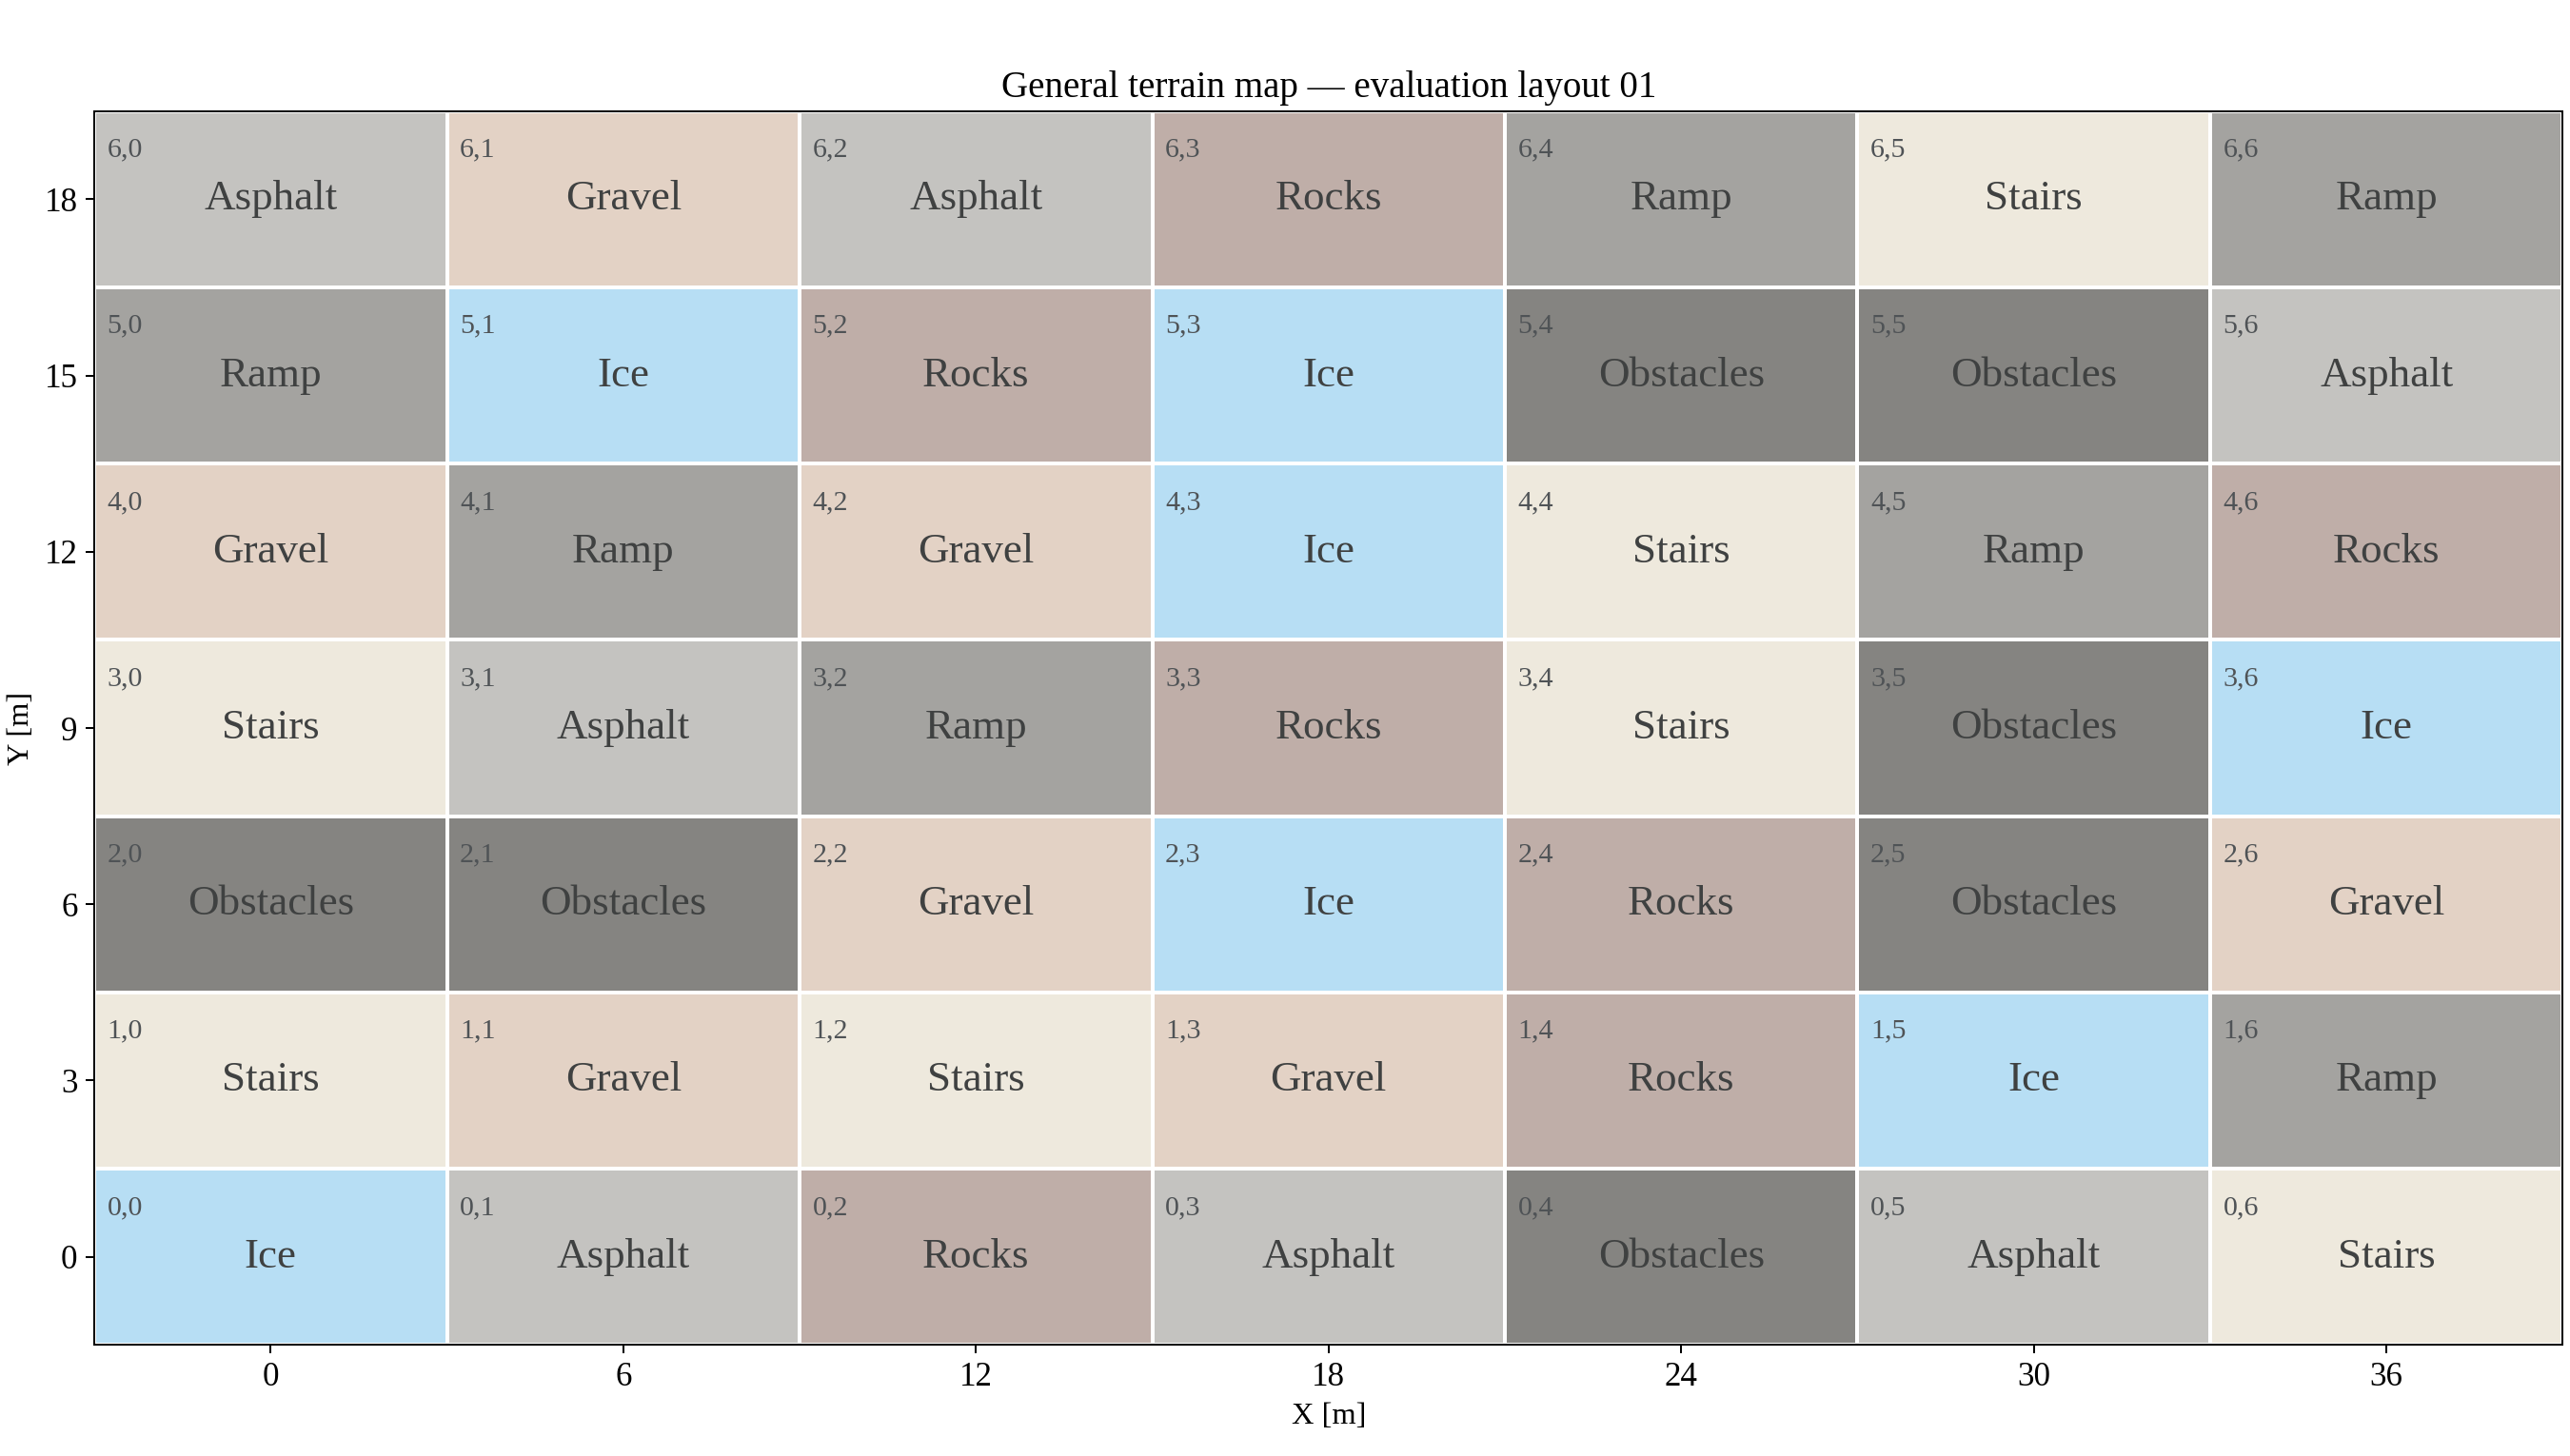 General terrain map — evaluation layout 01
6,0 6,1 6,2 6,3 6,4 6,5 6,6
18 Asphalt Gravel Asphalt Rocks Ramp Stairs Ramp
5,0 5,1 5,2 5,3 5,4 5,5 5,6
15 Ramp Ice Rocks Ice Obstacles Obstacles Asphalt
4,0 4,1 4,2 4,3 4,4 4,5 4,6
12 Gravel Ramp Gravel Ice Stairs Ramp Rocks
3,0 3,1 3,2 3,3 3,4 3,5 3,6
9 Stairs Asphalt Ramp Rocks Stairs Obstacles Ice
Y [m]
2,0 2,1 2,2 2,3 2,4 2,5 2,6
6 Obstacles Obstacles Gravel Ice Rocks Obstacles Gravel
1,0 1,1 1,2 1,3 1,4 1,5 1,6
3 Stairs Gravel Stairs Gravel Rocks Ice Ramp
0,0 0,1 0,2 0,3 0,4 0,5 0,6
0 Ice Asphalt Rocks Asphalt Obstacles Asphalt Stairs
0 6 12 18 24 30 36
X [m]